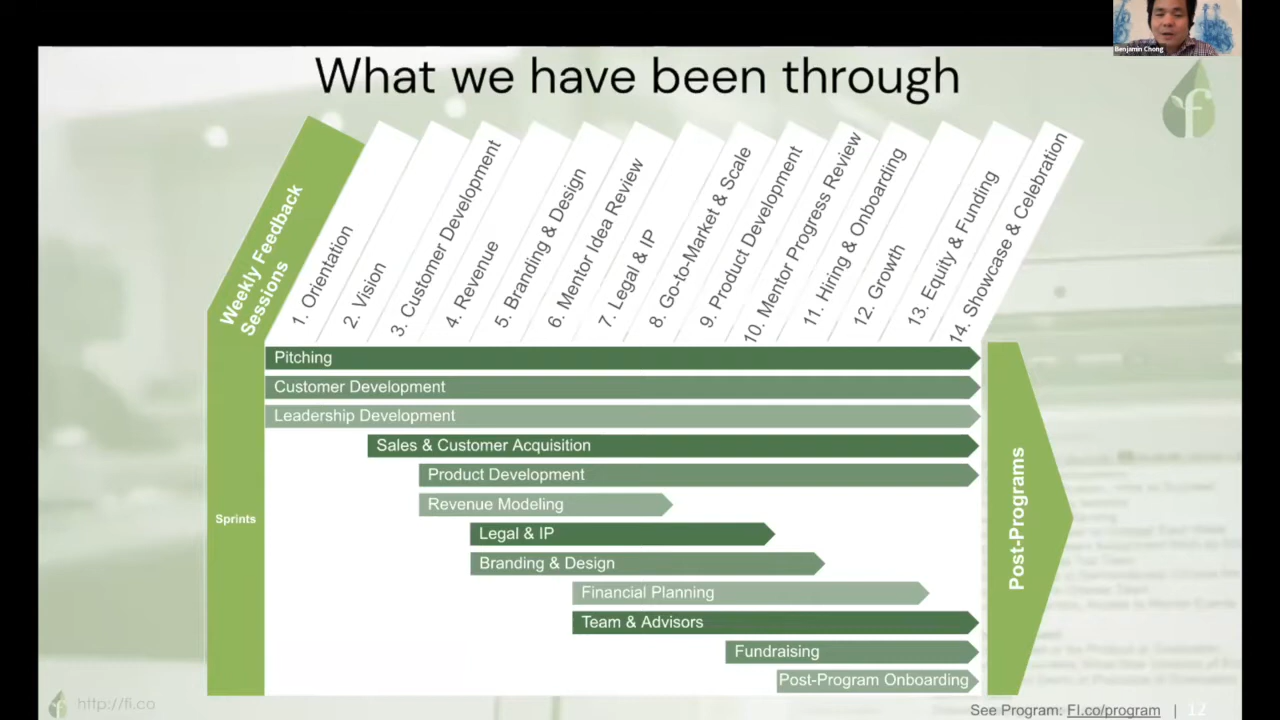 Benjamin Chong
What we have been through
Weekly Feedback
Sessions
1. Orientation
2. Vision
3. Customer Development
4. Revenue
5. Branding & Design
6. Mentor Idea Review
7. Legal & IP
8. Go-to-Market & Scale
9. Product Development
10. Mentor Progress Review
11. Hiring & Onboarding
12. Growth
13. Equity & Funding
14. Showcase & Celebration
Sprints
Pitching
Customer Development
Leadership Development
Sales & Customer Acquisition
Product Development
Revenue Modeling
Legal & IP
Branding & Design
Financial Planning
Team & Advisors
Fundraising
Post-Program Onboarding
Post-Programs
http://fi.co
See Program: FI.co/program | 12